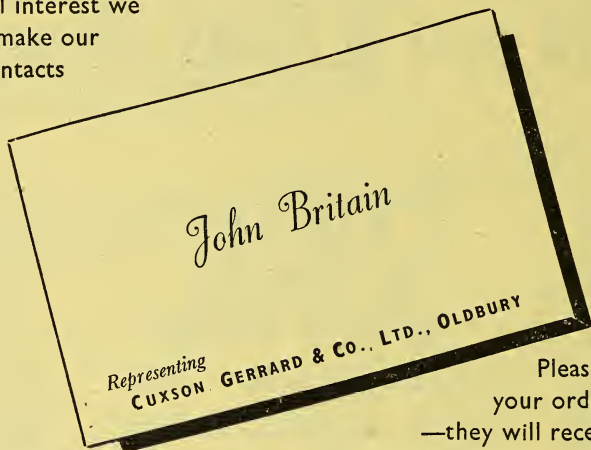 l interest we
make our
ntacts
John Britain
Representing
CUXSON GERRARD & CO., LTD., OLDBURY
Pleas
your ord
—they will rece